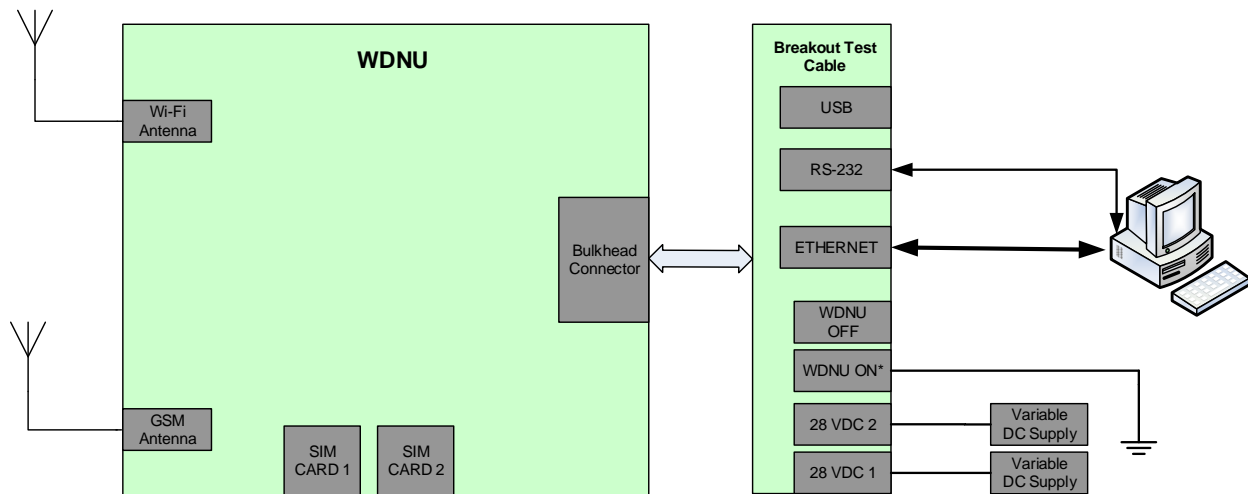 WDNU
Wi-Fi
Antenna
Bulkhead
Connector
GSM
Antenna
SIM
CARD 1
SIM
CARD 2
Breakout Test
Cable
USB
RS-232
ETHERNET
WDNU
OFF
WDNU ON*
28 VDC 2
28 VDC 1
Variable
DC Supply
Variable
DC Supply